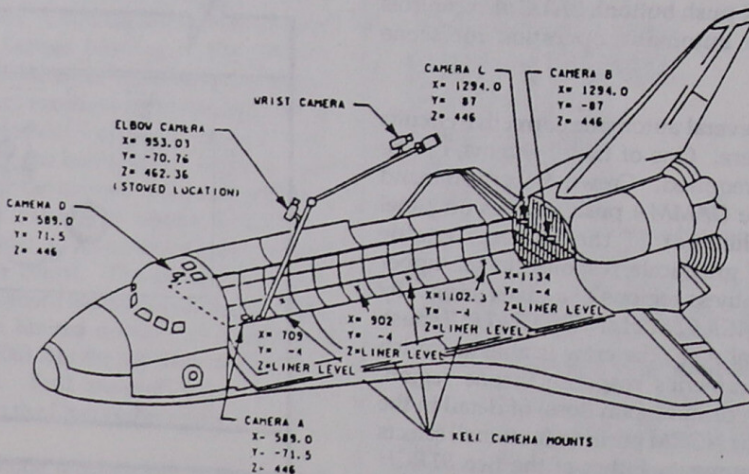 CAMERA C
X= 1294.0
Y= 87
Z= 446
CAMERA B
X= 1294.0
Y= -87
Z= 446
WRIST CAMERA
ELBOW CAMERA
X= 953.03
Y= -70.76
Z= 462.36
(STOWED LOCATION)
CAMERA D
X= 589.0
Y= 71.5
Z= 446
X= 709
Y= -4
Z=LINER LEVEL
X= 902
Y= -4
Z=LINER LEVEL
X=1102.3
Y= -4
Z=LINER LEVEL
X=1134
Y= -4
Z=LINER LEVEL
CAMERA A
X- 589.0
Y- -71.5
Z- 446
KEEL CAMERA MOUNTS